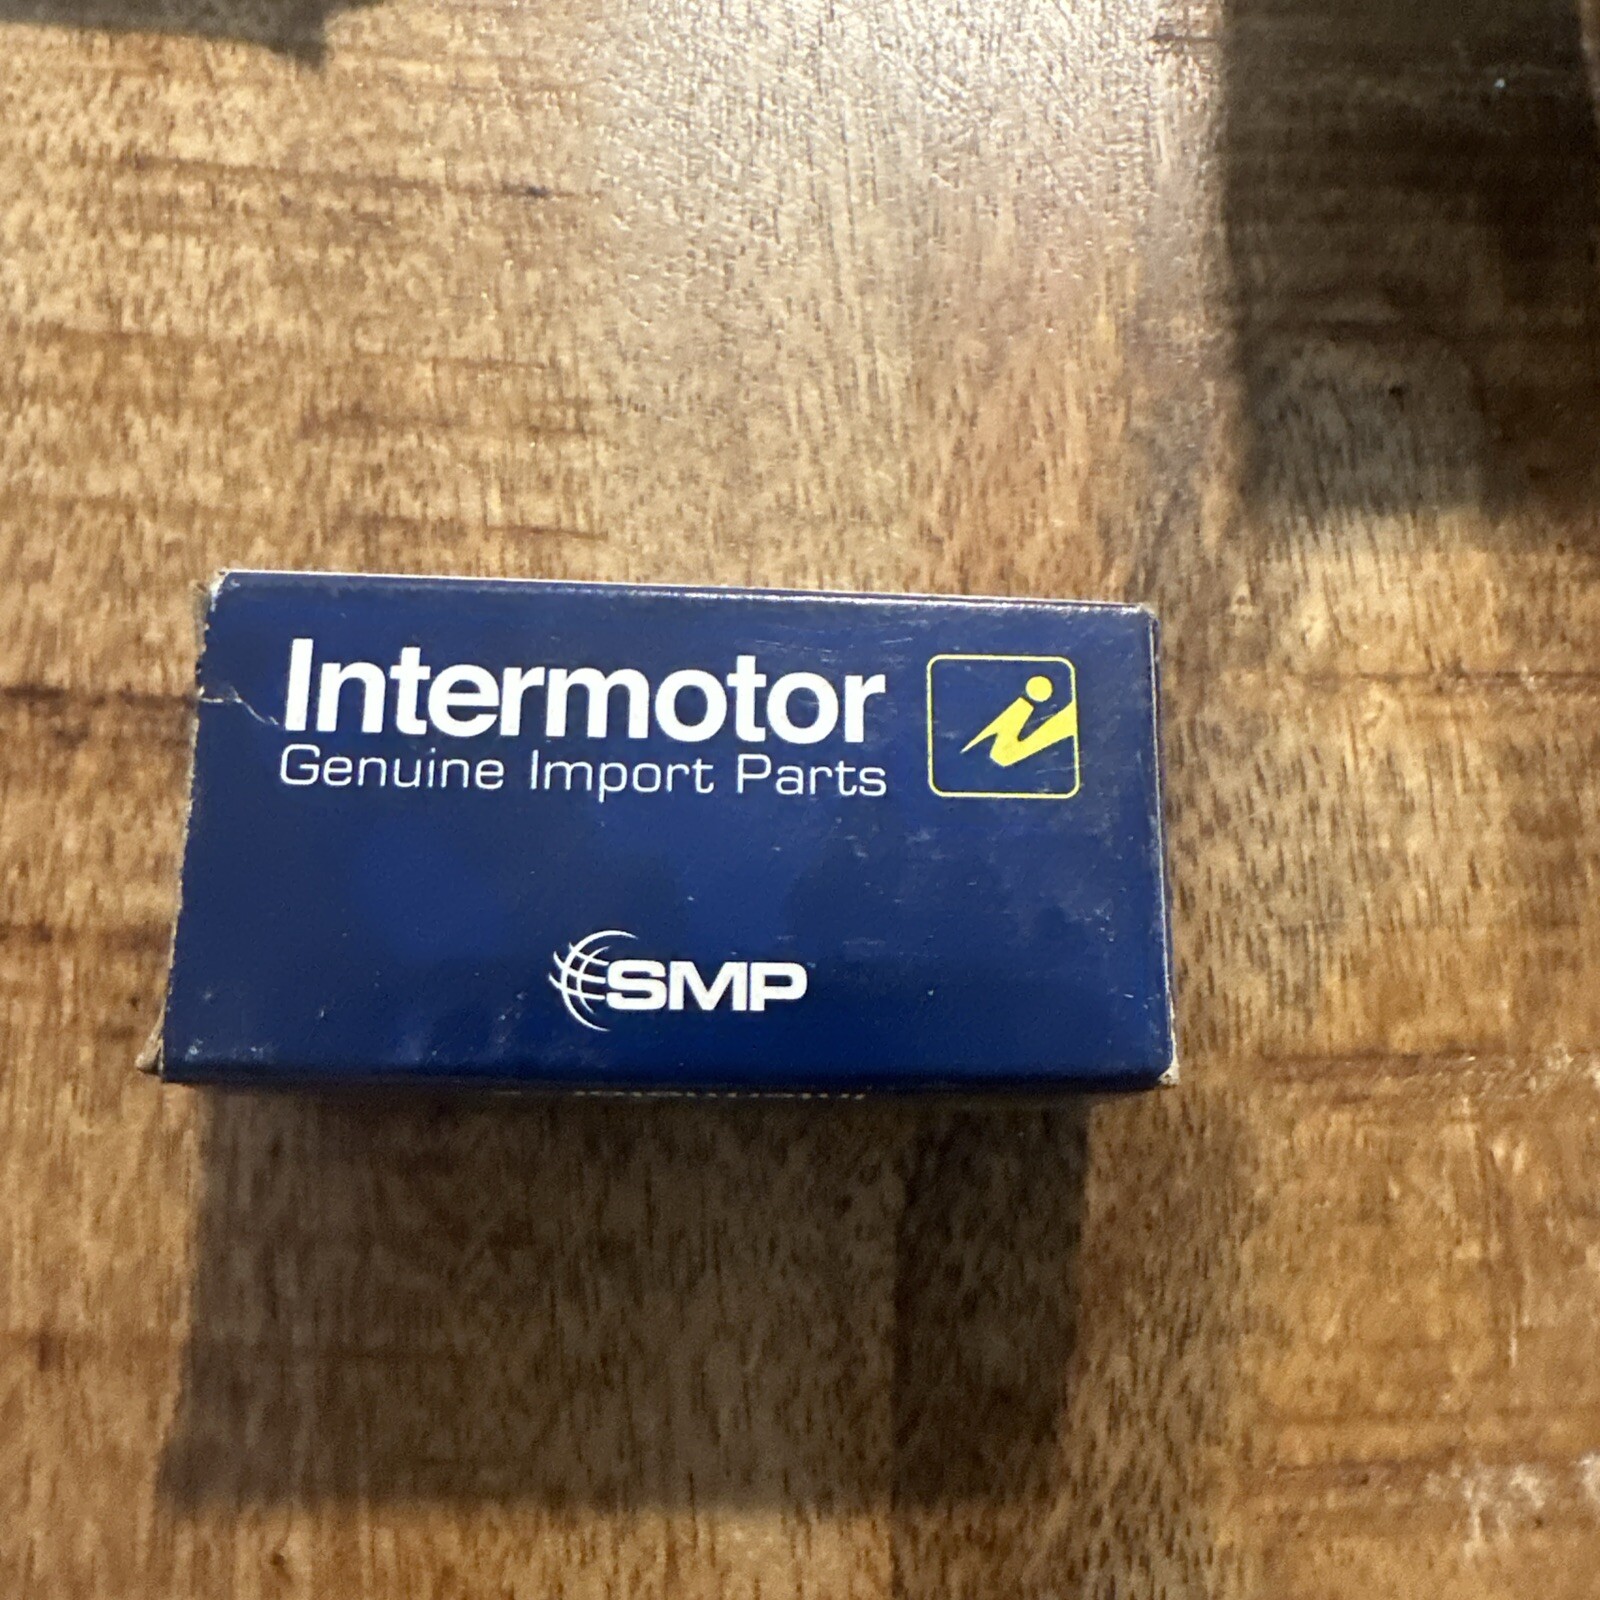 Intermotor
Genuine Import Parts
SMP